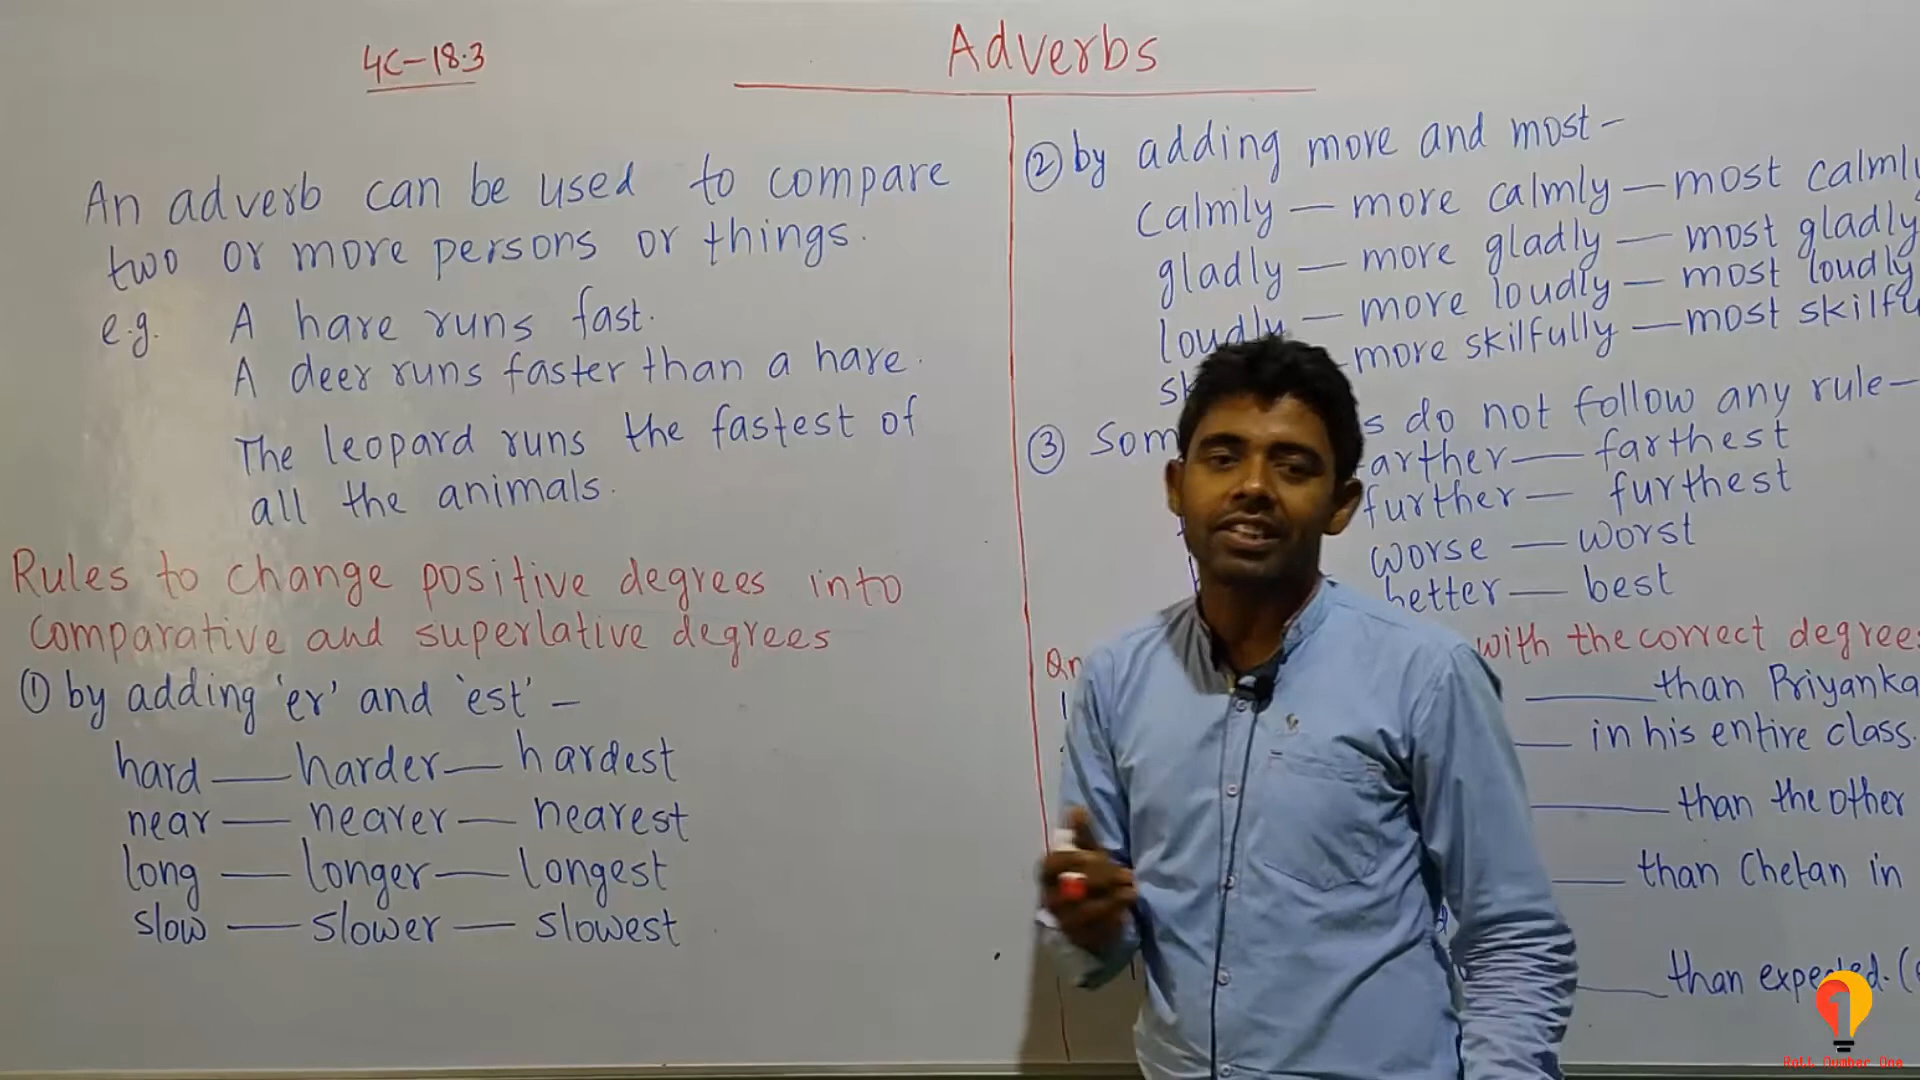 4C-18.3
Adverbs
An adverb can be used to compare
two or more persons or things.
e.g. A hare runs fast.
A deer runs faster than a hare.
The leopard runs the fastest of
all the animals.
Rules to change positive degrees into
comparative and superlative degrees
① by adding 'er' and 'est' –
hard — harder — hardest
near — nearer — nearest
long — longer — longest
slow — slower — slowest
② by adding more and most –
calmly — more calmly — most calmly
gladly — more gladly — most gladly
loudly — more loudly — most loudly
more skilfully — most
③ do not follow any rule –
— farthest
further — furthest
worse — worst
better — best
with the correct degree
than Priyanka
in his entire class.
than the other
than Chetan in
than expected.
Roll Number One